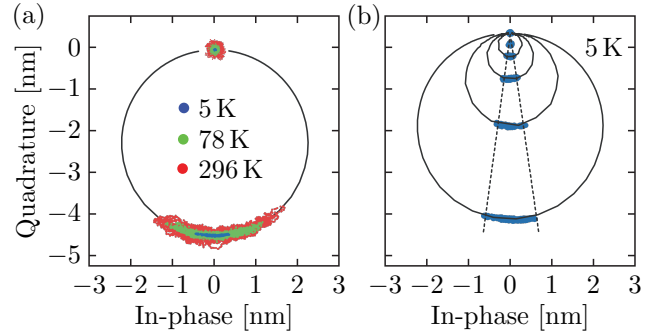 (a)
(b)
Quadrature [nm]
0
−1
−2
−3
−4
−5
5 K
78 K
296 K
5 K
−3 −2 −1 0 1 2 3
−3 −2 −1 0 1 2 3
In-phase [nm]
In-phase [nm]